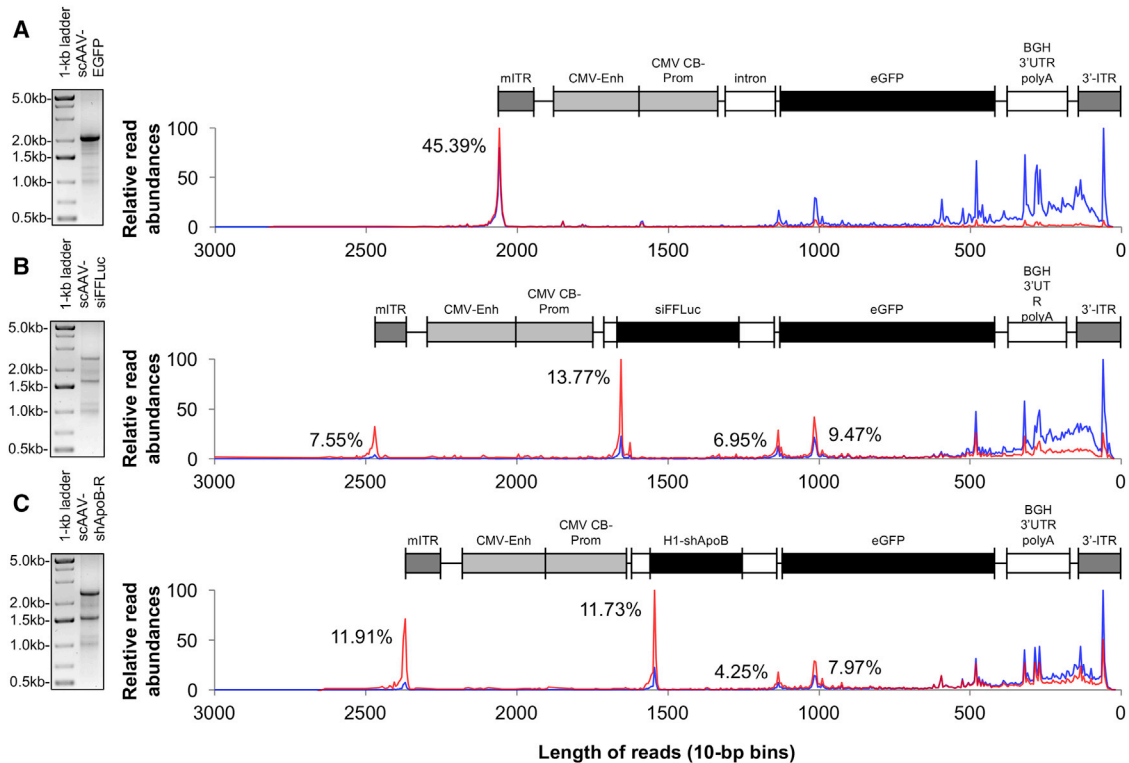 A
1-kb ladder
scAAV-
EGFP
5.0kb-
2.0kb-
1.5kb-
1.0kb-
0.5kb-
Relative read
abundances
100
50
0
45.39%
mITR
CMV-Enh
CMV CB-
Prom
intron
eGFP
BGH
3'UTR
polyA
3'-ITR
3000
2500
2000
1500
1000
500
0
B
1-kb ladder
scAAV-
siFFLuc
5.0kb-
2.0kb-
1.5kb-
1.0kb-
0.5kb-
Relative read
abundances
100
50
0
7.55%
13.77%
6.95%
9.47%
mITR
CMV-Enh
CMV CB-
Prom
siFFLuc
eGFP
BGH
3'UT
R
polyA
3'-ITR
3000
2500
2000
1500
1000
500
0
C
1-kb ladder
scAAV-
shApoB-R
5.0kb-
2.0kb-
1.5kb-
1.0kb-
0.5kb-
Relative read
abundances
100
50
0
11.91%
11.73%
4.25%
7.97%
mITR
CMV-Enh
CMV CB-
Prom
H1-shApoB
eGFP
BGH
3'UTR
polyA
3'-ITR
3000
2500
2000
1500
1000
500
0
Length of reads (10-bp bins)